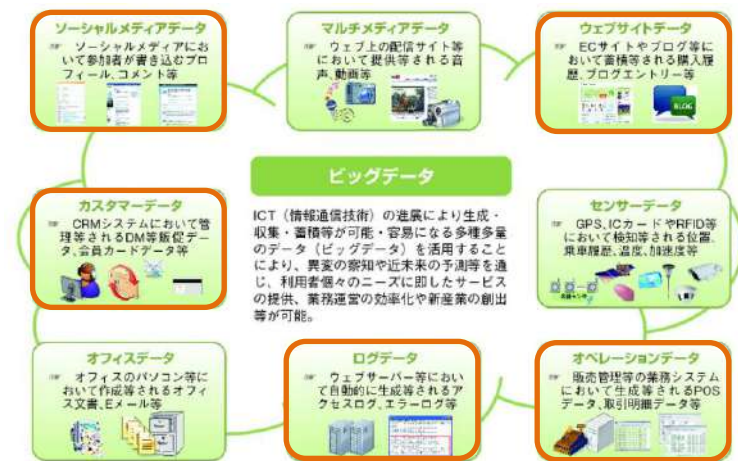 ソーシャルメディアデータ
ソーシャルメディアにお
いて参加者が書き込むプロ
フィール、コメント等
マルチメディアデータ
ウェブ上の配信サイト等
において提供等される音
声、動画等
ウェブサイトデータ
ECサイトやブログ等に
おいて蓄積等される購入履
歴、ブログエントリー等
BLOG
カスタマーデータ
CRMシステムにおいて管
理等されるDM等販促デー
タ、会員カードデータ等
ビッグデータ
ICT（情報通信技術）の進展により生成・
収集・蓄積等が可能・容易になる多種多量
のデータ（ビッグデータ）を活用すること
により、異変の察知や近未来の予測等を通
じ、利用者個々のニーズに即したサービス
の提供、業務運営の効率化や新産業の創出
等が可能。
センサーデータ
GPS、ICカードやRFID等
において検知等される位置、
乗車履歴、温度、加速度等
オフィスデータ
オフィスのパソコン等に
おいて作成等されるオフィ
ス文書、Eメール等
ログデータ
ウェブサーバー等におい
て自動的に生成等されるア
クセスログ、エラーログ等
オペレーションデータ
販売管理等の業務システム
において生成等されるPOS
データ、取引明細データ等